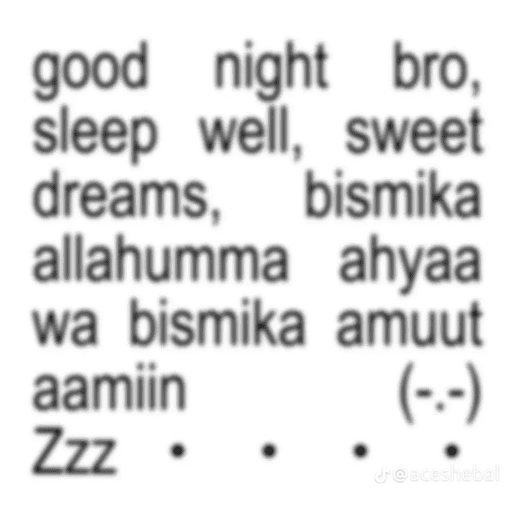 good night bro,
sleep well, sweet
dreams, bismika
allahumma ahyaa
wa bismika amuut
aamiin (-.-)
Zzz • • • •
@aceshebal